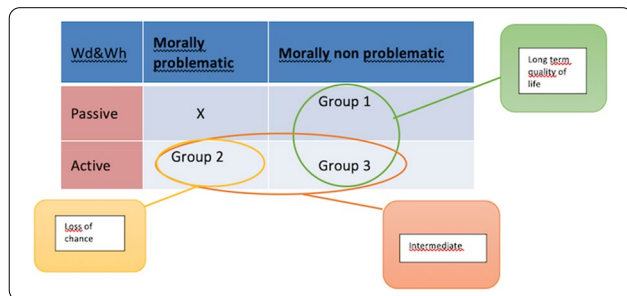 Wd&Wh
Morally
problematic
Morally non problematic
Passive
X
Group 1
Active
Group 2
Group 3
Long term
quality of
life
Loss of
chance
Intermediate